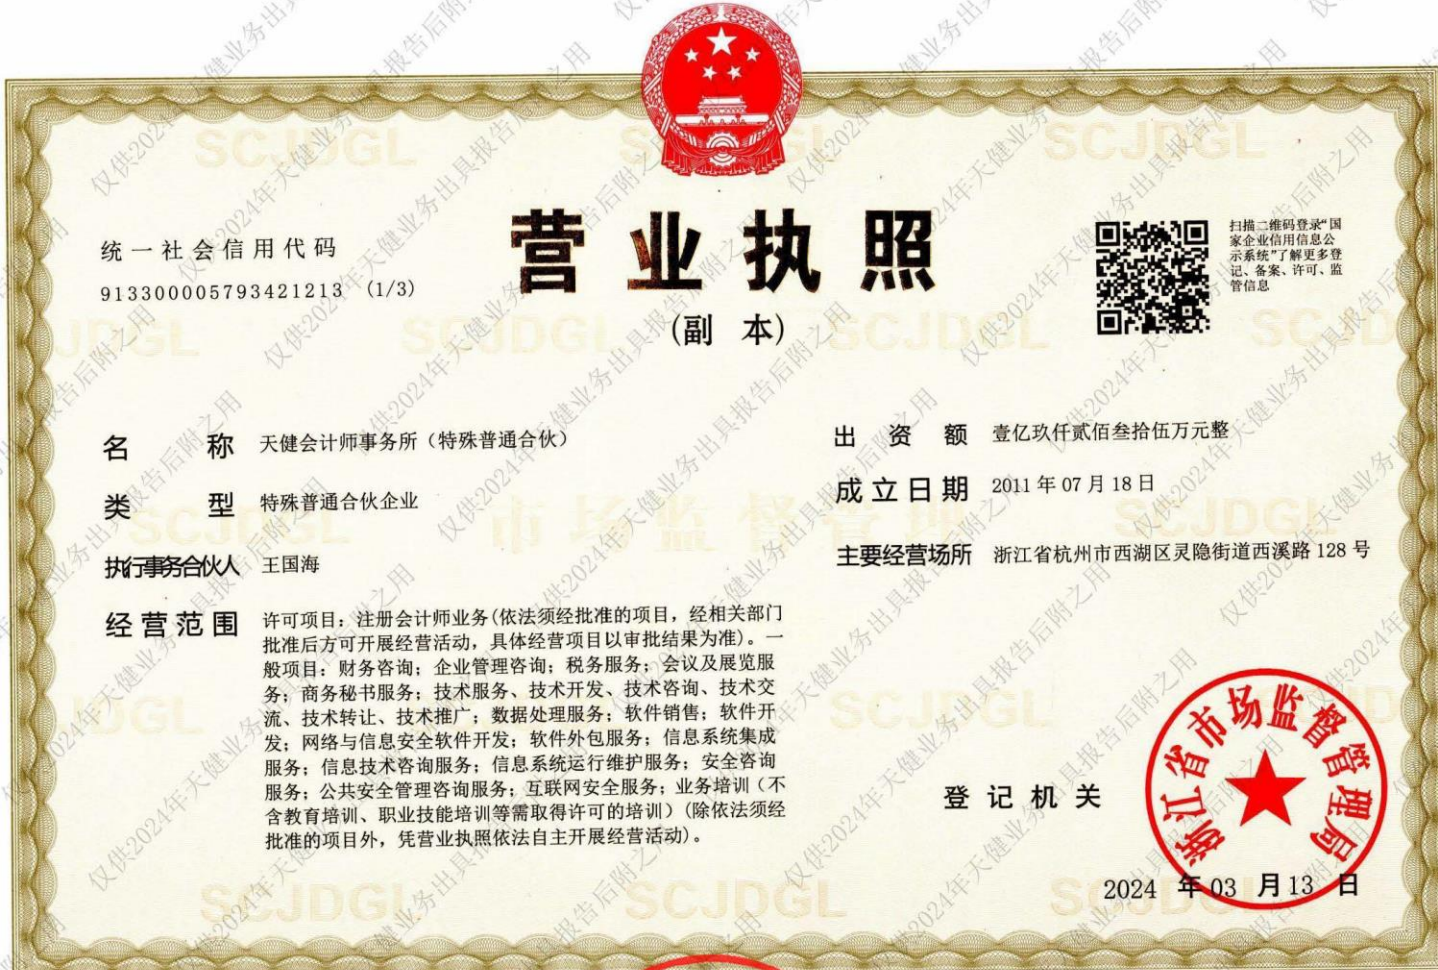 营业执照
(副 本)
统一社会信用代码
913300005793421213 (1/3)
扫描二维码登录“国
家企业信用信息公
示系统”了解更多登
记、备案、许可、监
管信息
名 称 天健会计师事务所（特殊普通合伙）
类 型 特殊普通合伙企业
执行事务合伙人 王国海
经营范围 许可项目：注册会计师业务(依法须经批准的项目，经相关部门
批准后方可开展经营活动，具体经营项目以审批结果为准)。一
般项目：财务咨询；企业管理咨询；税务服务；会议及展览服
务；商务秘书服务；技术服务、技术开发、技术咨询、技术交
流、技术转让、技术推广；数据处理服务；软件销售；软件开
发；网络与信息安全软件开发；软件外包服务；信息系统集成
服务；信息技术咨询服务；信息系统运行维护服务；安全咨询
服务；公共安全管理咨询服务；互联网安全服务；业务培训（不
含教育培训、职业技能培训等需取得许可的培训）(除依法须经
批准的项目外，凭营业执照依法自主开展经营活动)。
出 资 额 壹亿玖仟贰佰叁拾伍万元整
成立日期 2011年07月18日
主要经营场所 浙江省杭州市西湖区灵隐街道西溪路128号
登记机关
浙江省市场监督管理局
2024 年 03 月 13 日
SCJDGL
市场监督管理
仅供2024年天健业务出具报告后附之用